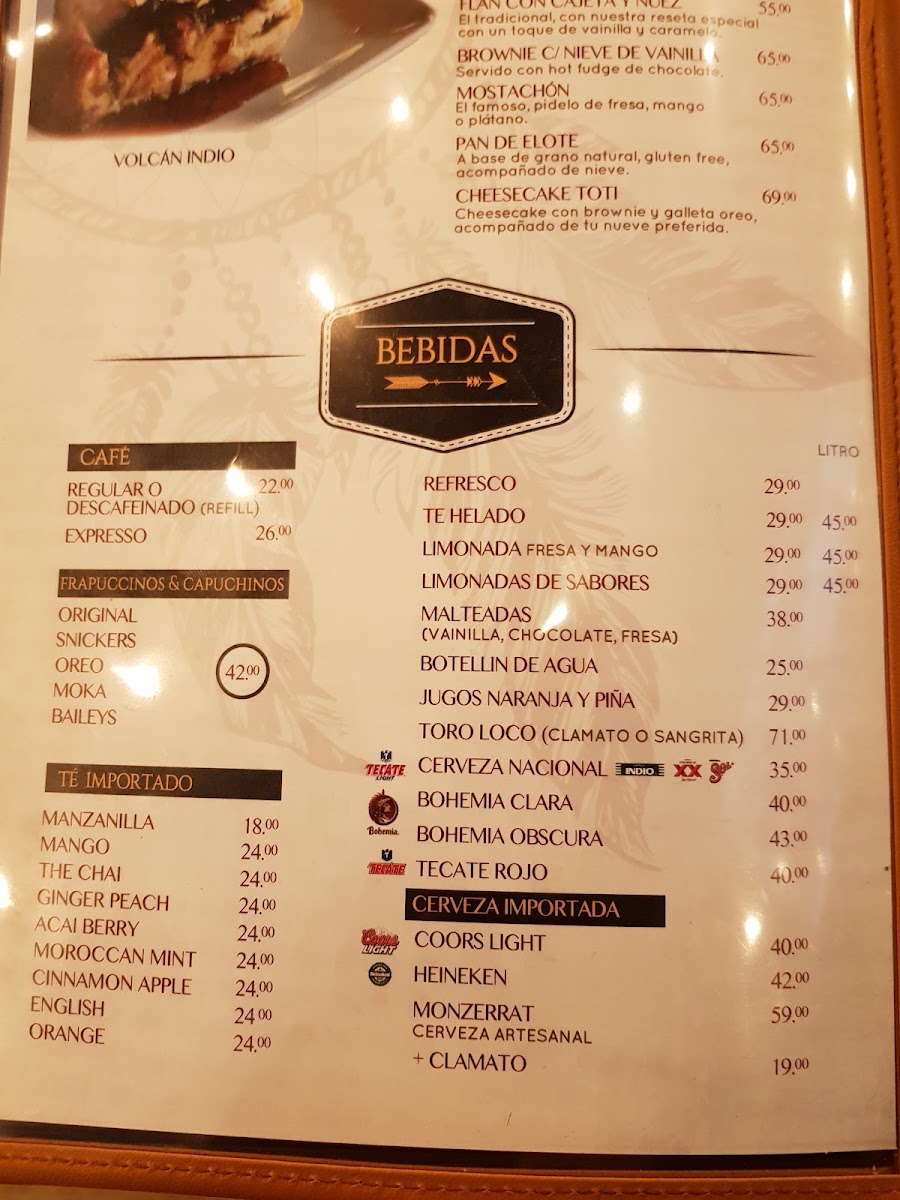 FLAN CON CAJETA Y NUEZ 55.00
El tradicional, con nuestra reseta especial
con un toque de vainilla y caramelo.
BROWNIE C/ NIEVE DE VAINILLA 65.00
Servido con hot fudge de chocolate.
MOSTACHÓN 65.00
El famoso, pídelo de fresa, mango
o plátano.
PAN DE ELOTE 65.00
A base de grano natural, gluten free,
acompañado de nieve.
CHEESECAKE TOTI 69.00
Cheesecake con brownie y galleta oreo,
acompañado de tu nueve preferida.
VOLCÁN INDIO
BEBIDAS
CAFÉ
REGULAR O 22.00
DESCAFEINADO (REFILL)
EXPRESSO 26.00
FRAPUCCINOS & CAPUCHINOS
ORIGINAL
SNICKERS
OREO 42.00
MOKA
BAILEYS
TÉ IMPORTADO
MANZANILLA 18.00
MANGO 24.00
THE CHAI 24.00
GINGER PEACH 24.00
ACAI BERRY 24.00
MOROCCAN MINT 24.00
CINNAMON APPLE 24.00
ENGLISH 24.00
ORANGE 24.00
LITRO
REFRESCO 29.00
TE HELADO 29.00 45.00
LIMONADA FRESA Y MANGO 29.00 45.00
LIMONADAS DE SABORES 29.00 45.00
MALTEADAS 38.00
(VAINILLA, CHOCOLATE, FRESA)
BOTELLIN DE AGUA 25.00
JUGOS NARANJA Y PIÑA 29.00
TORO LOCO (CLAMATO O SANGRITA) 71.00
TECATE LIGHT CERVEZA NACIONAL INDIO XX Sol 35.00
BOHEMIA CLARA 40.00
Bohemia. BOHEMIA OBSCURA 43.00
TECATE TECATE ROJO 40.00
CERVEZA IMPORTADA
Coors LIGHT COORS LIGHT 40.00
HEINEKEN 42.00
MONZERRAT 59.00
CERVEZA ARTESANAL
+ CLAMATO 19.00